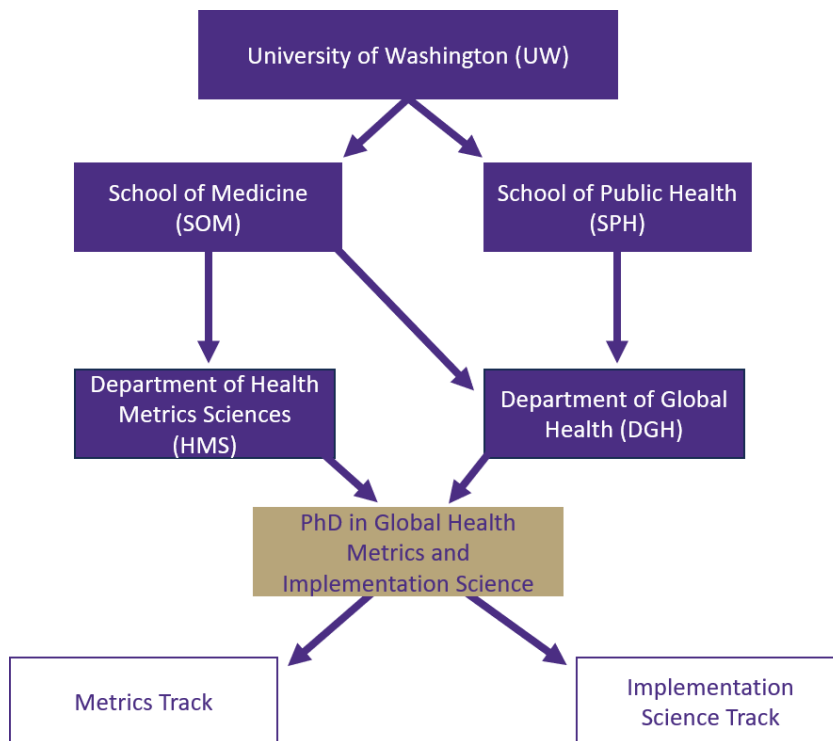 University of Washington (UW)
School of Medicine
(SOM)
School of Public Health
(SPH)
Department of Health
Metrics Sciences
(HMS)
Department of Global
Health (DGH)
PhD in Global Health
Metrics and
Implementation Science
Metrics Track
Implementation
Science Track